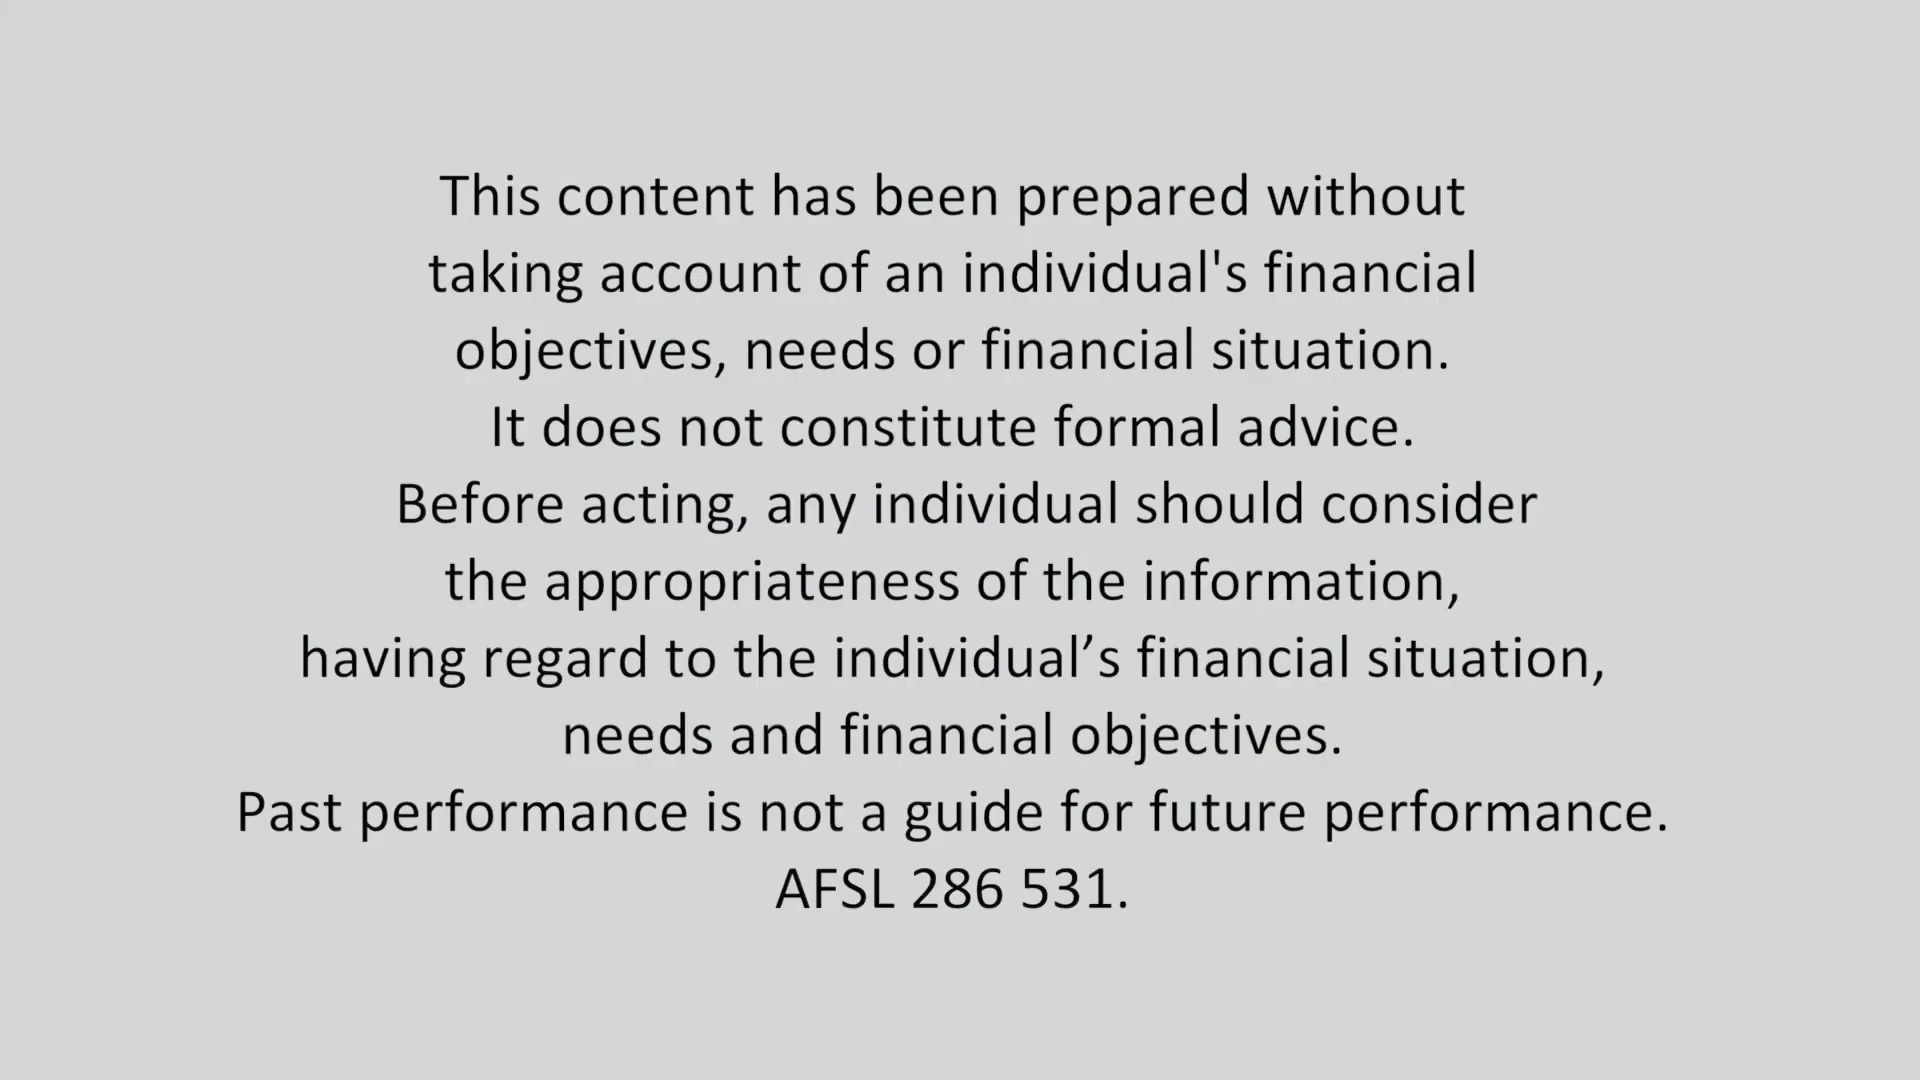 This content has been prepared without
taking account of an individual's financial
objectives, needs or financial situation.
It does not constitute formal advice.
Before acting, any individual should consider
the appropriateness of the information,
having regard to the individual’s financial situation,
needs and financial objectives.
Past performance is not a guide for future performance.
AFSL 286 531.